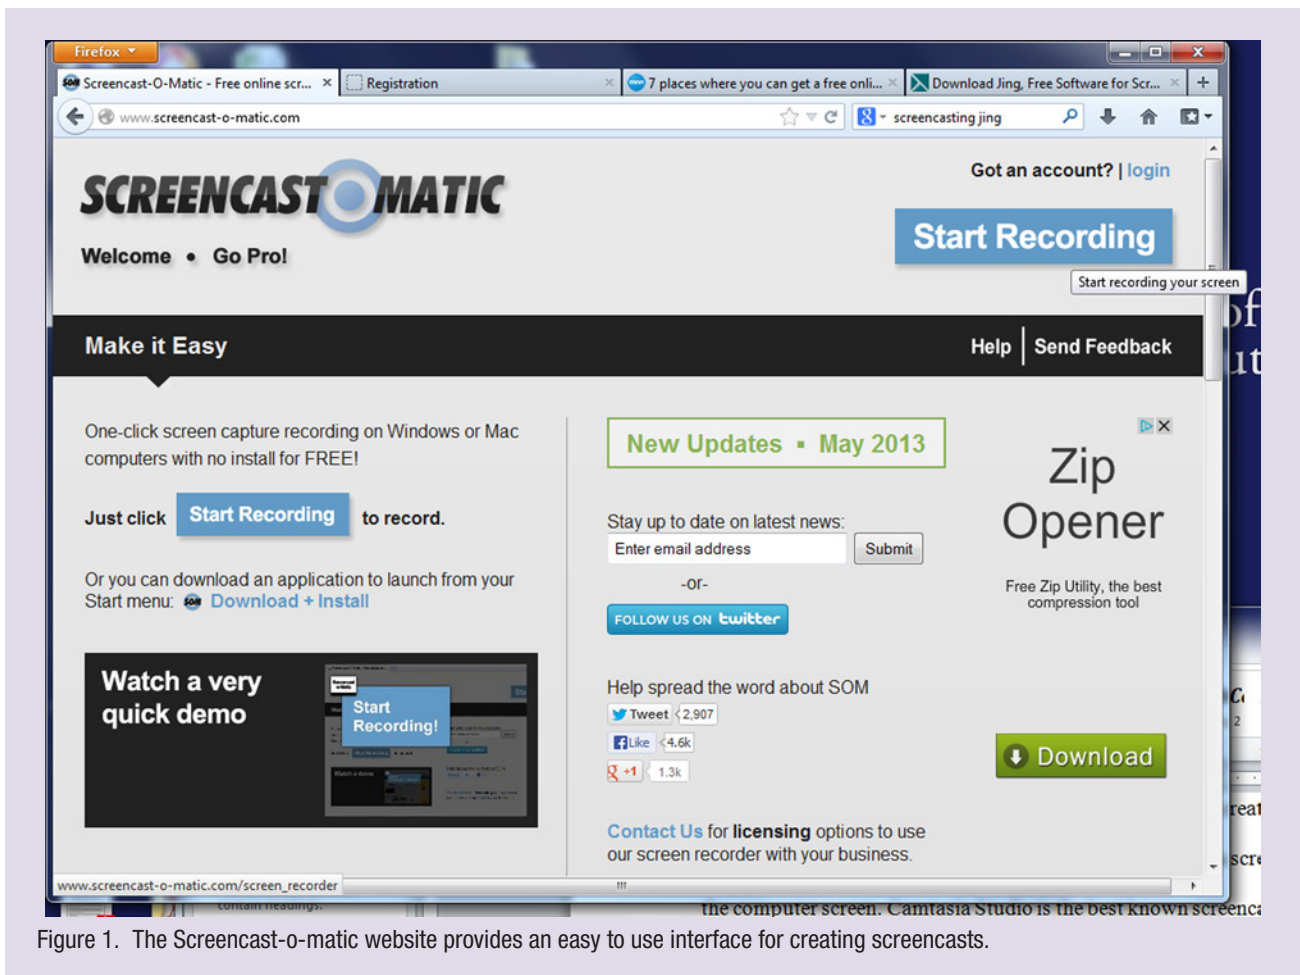 Firefox
Screencast-O-Matic - Free online scr...
Registration
7 places where you can get a free onli...
Download Jing, Free Software for Scr...
www.screencast-o-matic.com
screencasting jing
SCREENCAST O MATIC
Got an account? | login
Start Recording
Welcome • Go Pro!
Start recording your screen
Make it Easy
Help | Send Feedback
One-click screen capture recording on Windows or Mac
computers with no install for FREE!
Just click Start Recording to record.
Or you can download an application to launch from your
Start menu: SOM Download + Install
Watch a very
quick demo
Start
Recording!
Watch a demo
New Updates ▪ May 2013
Stay up to date on latest news:
Enter email address Submit
-or-
FOLLOW US ON twitter
Help spread the word about SOM
Tweet 2,907
Like 4.6k
+1 1.3k
Contact Us for licensing options to use
our screen recorder with your business.
Zip
Opener
Free Zip Utility, the best
compression tool
Download
www.screencast-o-matic.com/screen_recorder
contain headings.
the computer screen. Camtasia Studio is the best known screenca
Figure 1. The Screencast-o-matic website provides an easy to use interface for creating screencasts.